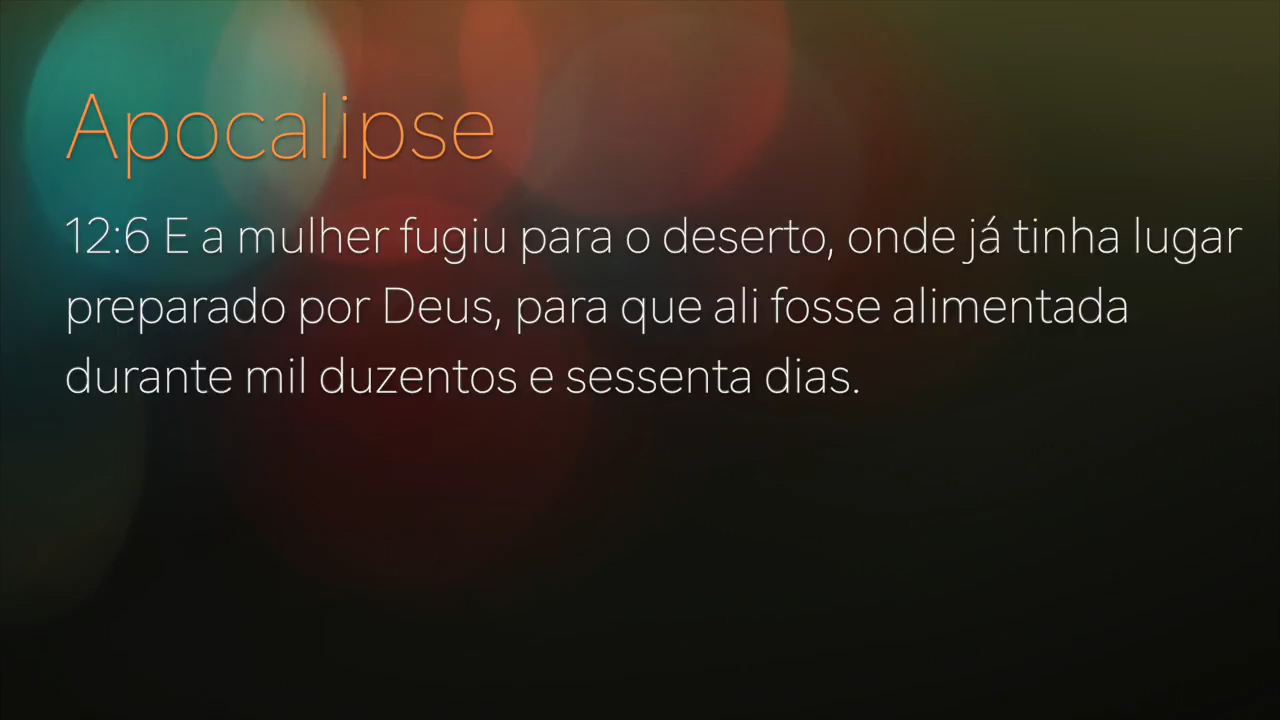 Apocalipse
12:6 E a mulher fugiu para o deserto, onde já tinha lugar
preparado por Deus, para que ali fosse alimentada
durante mil duzentos e sessenta dias.